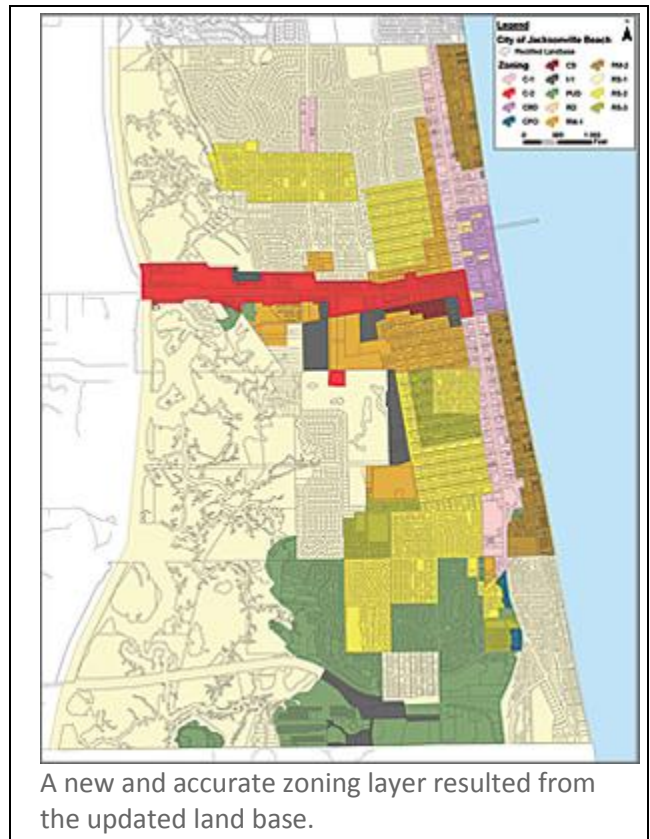 Legend
City of Jacksonville Beach
Rectified Landbase
Zoning
C-1
C-2
CBD
CPO
CS
I-1
PUD
RD
RM-1
RM-2
RS-1
RS-2
RS-3
Feet
A new and accurate zoning layer resulted from
the updated land base.